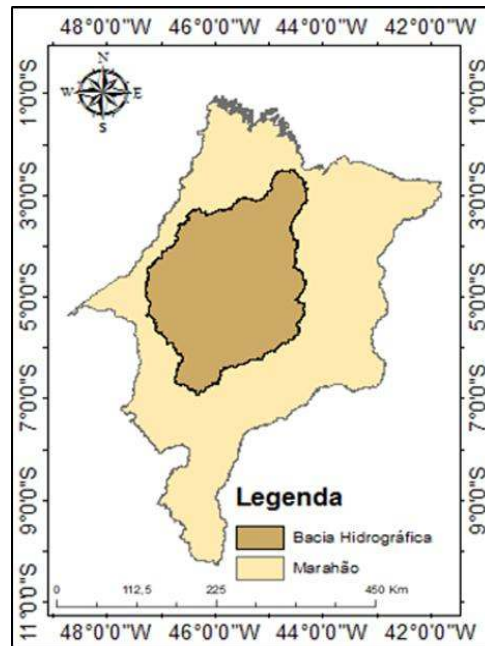 48°0'0"W 46°0'0"W 44°0'0"W 42°0'0"W
N
W E
S
1°0'0"S 1°0'0"S
3°0'0"S 3°0'0"S
5°0'0"S 5°0'0"S
7°0'0"S 7°0'0"S
9°0'0"S 9°0'0"S
11°0'0"S 11°0'0"S
Legenda
Bacia Hidrográfica
Marahão
0 112,5 225 450 Km
48°0'0"W 46°0'0"W 44°0'0"W 42°0'0"W